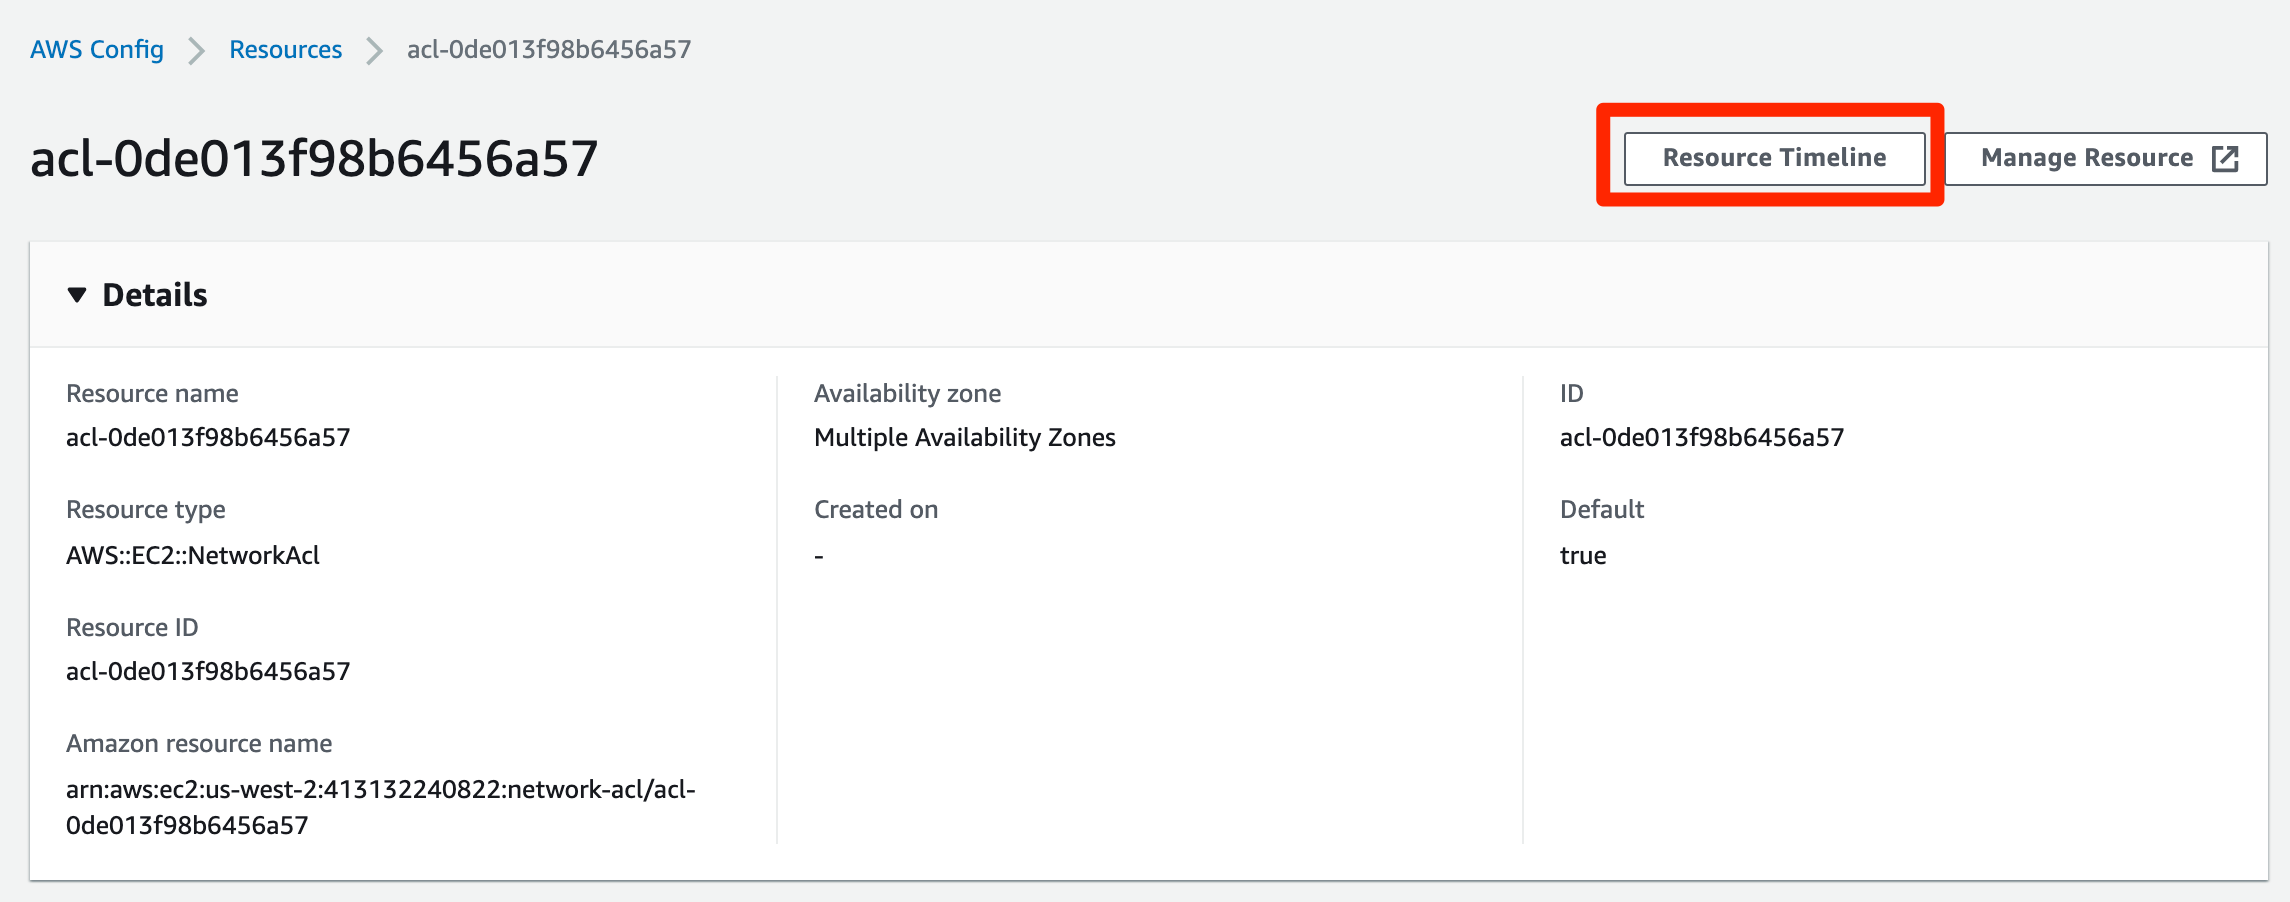 AWS Config
Resources
acl-0de013f98b6456a57
acl-0de013f98b6456a57
Resource Timeline
Manage Resource
Details
Resource name
acl-0de013f98b6456a57
Resource type
AWS::EC2::NetworkAcl
Resource ID
acl-0de013f98b6456a57
Amazon resource name
arn:aws:ec2:us-west-2:413132240822:network-acl/acl-
0de013f98b6456a57
Availability zone
Multiple Availability Zones
Created on
-
ID
acl-0de013f98b6456a57
Default
true